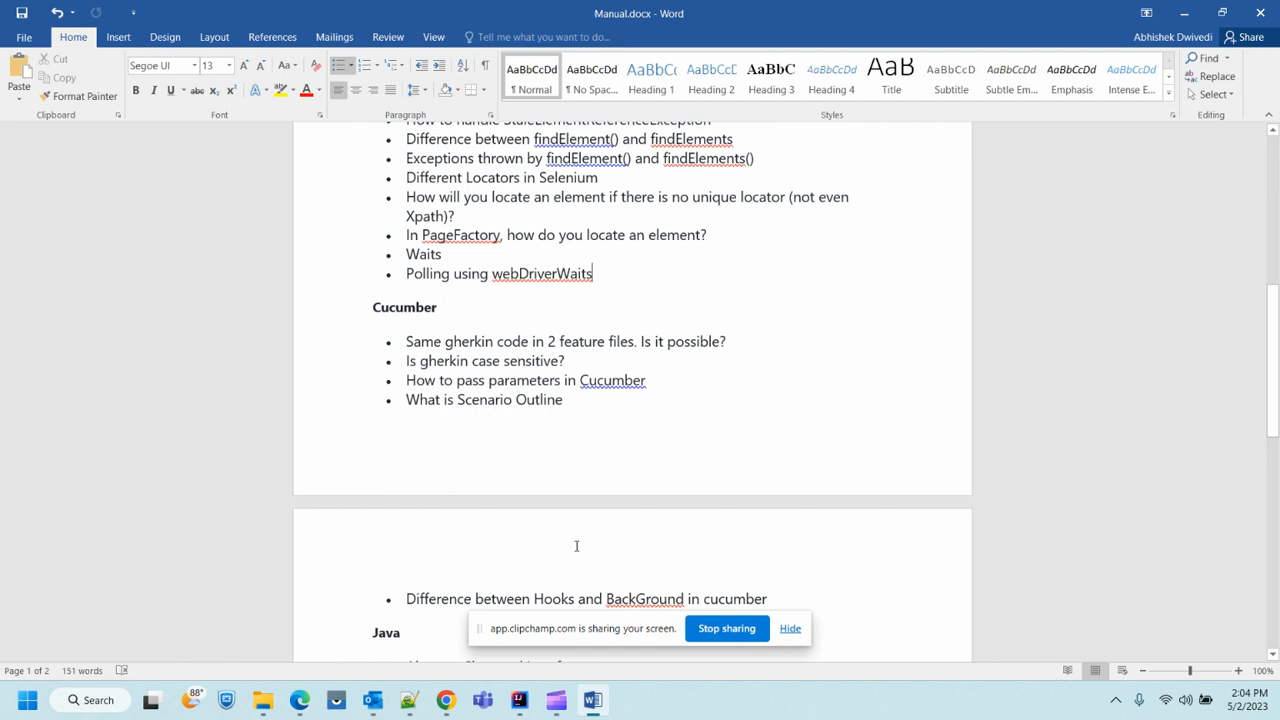 Manual.docx - Word
Abhishek Dwivedi
Share
File
Home
Insert
Design
Layout
References
Mailings
Review
View
Tell me what you want to do...
Paste
Cut
Copy
Format Painter
Clipboard
Segoe UI
13
Font
Paragraph
AaBbCcDd
¶ Normal
AaBbCcDd
¶ No Spac...
AaBbCc
Heading 1
AaBbCcD
Heading 2
AaBbC
Heading 3
AaBbCcDd
Heading 4
AaB
Title
AaBbCcD
Subtitle
AaBbCcDd
Subtle Em...
AaBbCcDd
Emphasis
AaBbCcDd
Intense E...
Styles
Find
Replace
Select
Editing
How to handle StaleElementReferenceException
• Difference between findElement() and findElements
• Exceptions thrown by findElement() and findElements()
• Different Locators in Selenium
• How will you locate an element if there is no unique locator (not even
Xpath)?
• In PageFactory, how do you locate an element?
• Waits
• Polling using webDriverWaits
Cucumber
• Same gherkin code in 2 feature files. Is it possible?
• Is gherkin case sensitive?
• How to pass parameters in Cucumber
• What is Scenario Outline
• Difference between Hooks and BackGround in cucumber
Java
app.clipchamp.com is sharing your screen.
Stop sharing
Hide
Page 1 of 2
151 words
100%
88°
Search
2:04 PM
5/2/2023